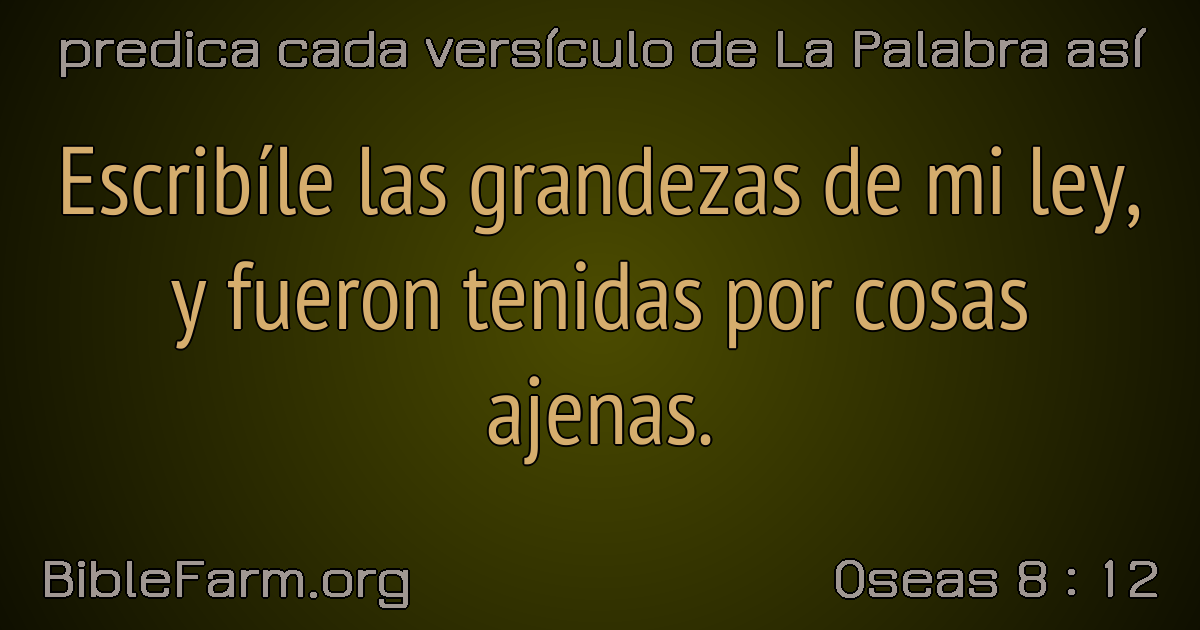 predica cada versículo de La Palabra así
Escribíle las grandezas de mi ley,
y fueron tenidas por cosas
ajenas.
BibleFarm.org
Oseas 8 : 12